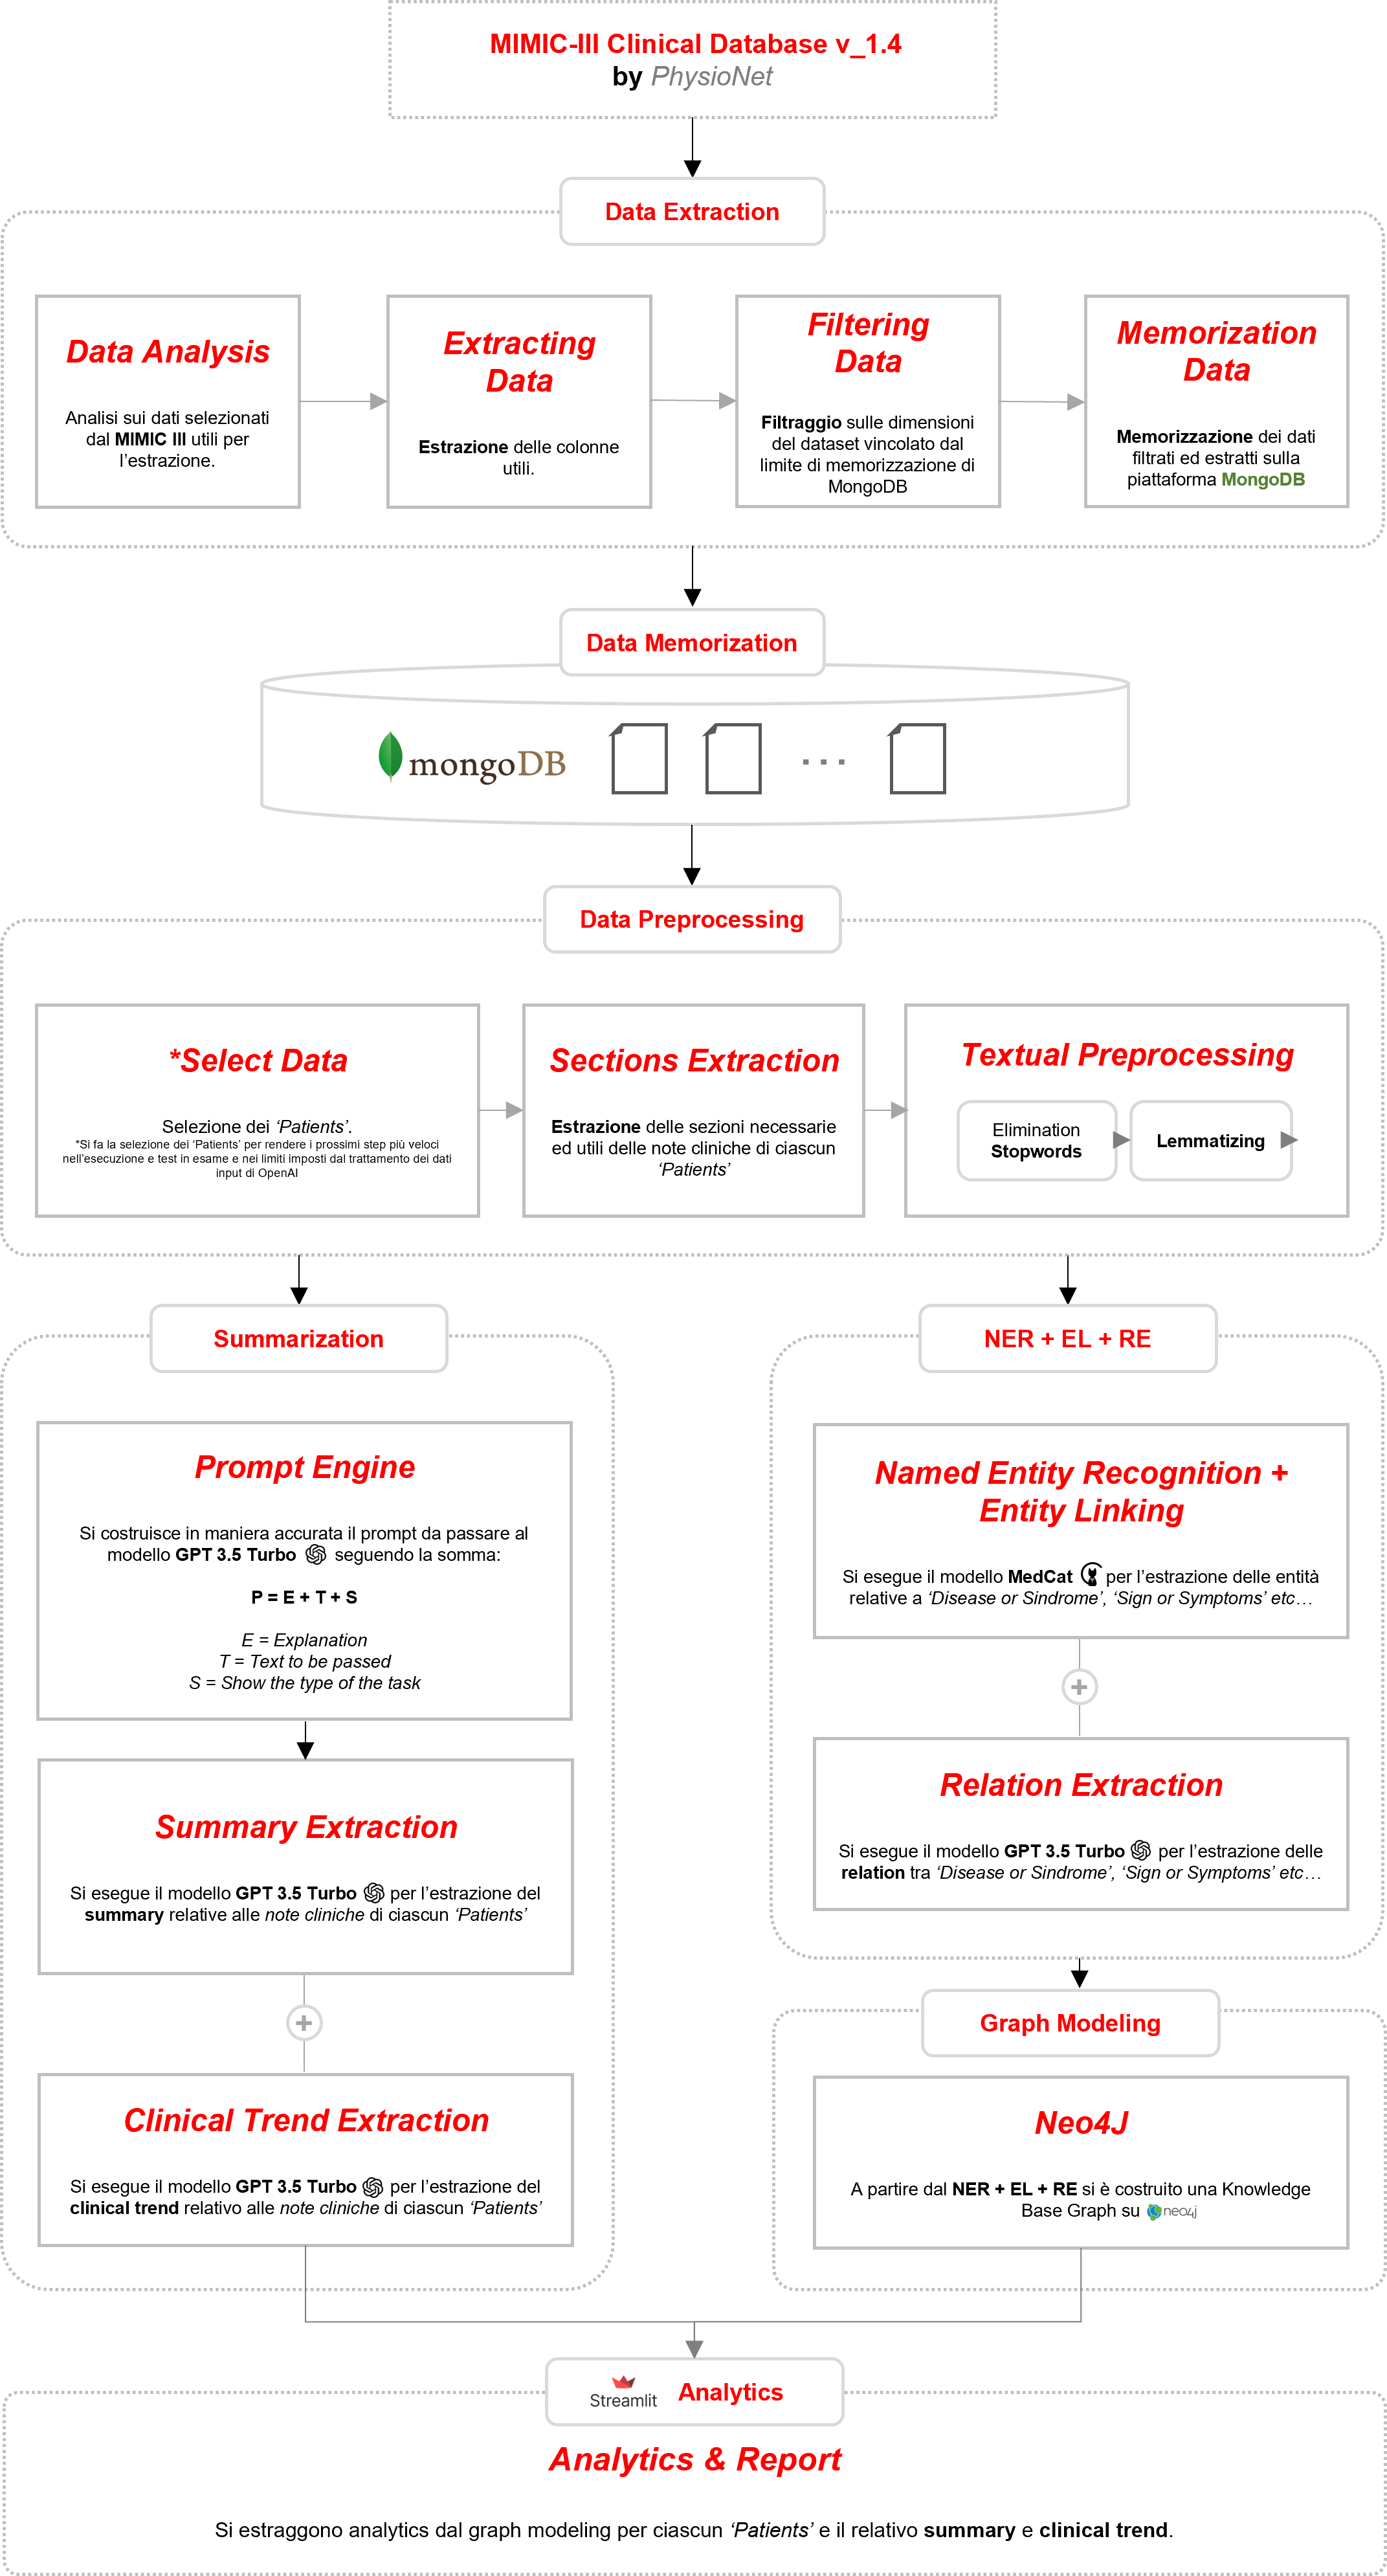 MIMIC-III Clinical Database v_1.4
by PhysioNet
Data Extraction
Data Analysis
Analisi sui dati selezionati
dal MIMIC III utili per
l’estrazione.
Extracting
Data
Estrazione delle colonne
utili.
Filtering
Data
Filtraggio sulle dimensioni
del dataset vincolato dal
limite di memorizzazione di
MongoDB
Memorization
Data
Memorizzazione dei dati
filtrati ed estratti sulla
piattaforma MongoDB
Data Memorization
mongoDB
...
Data Preprocessing
*Select Data
Selezione dei ‘Patients’.
*Si fa la selezione dei ‘Patients’ per rendere i prossimi step più veloci
nell’esecuzione e test in esame e nei limiti imposti dal trattamento dei dati
input di OpenAI
Sections Extraction
Estrazione delle sezioni necessarie
ed utili delle note cliniche di ciascun
‘Patients’
Textual Preprocessing
Elimination
Stopwords
Lemmatizing
Summarization
Prompt Engine
Si costruisce in maniera accurata il prompt da passare al
modello GPT 3.5 Turbo seguendo la somma:
P = E + T + S
E = Explanation
T = Text to be passed
S = Show the type of the task
Summary Extraction
Si esegue il modello GPT 3.5 Turbo per l’estrazione del
summary relative alle note cliniche di ciascun ‘Patients’
+
Clinical Trend Extraction
Si esegue il modello GPT 3.5 Turbo per l’estrazione del
clinical trend relativo alle note cliniche di ciascun ‘Patients’
NER + EL + RE
Named Entity Recognition +
Entity Linking
Si esegue il modello MedCat per l’estrazione delle entità
relative a ‘Disease or Sindrome’, ‘Sign or Symptoms’ etc…
+
Relation Extraction
Si esegue il modello GPT 3.5 Turbo per l’estrazione delle
relation tra ‘Disease or Sindrome’, ‘Sign or Symptoms’ etc…
Graph Modeling
Neo4J
A partire dal NER + EL + RE si è costruito una Knowledge
Base Graph su neo4j
Streamlit Analytics
Analytics & Report
Si estraggono analytics dal graph modeling per ciascun ‘Patients’ e il relativo summary e clinical trend.